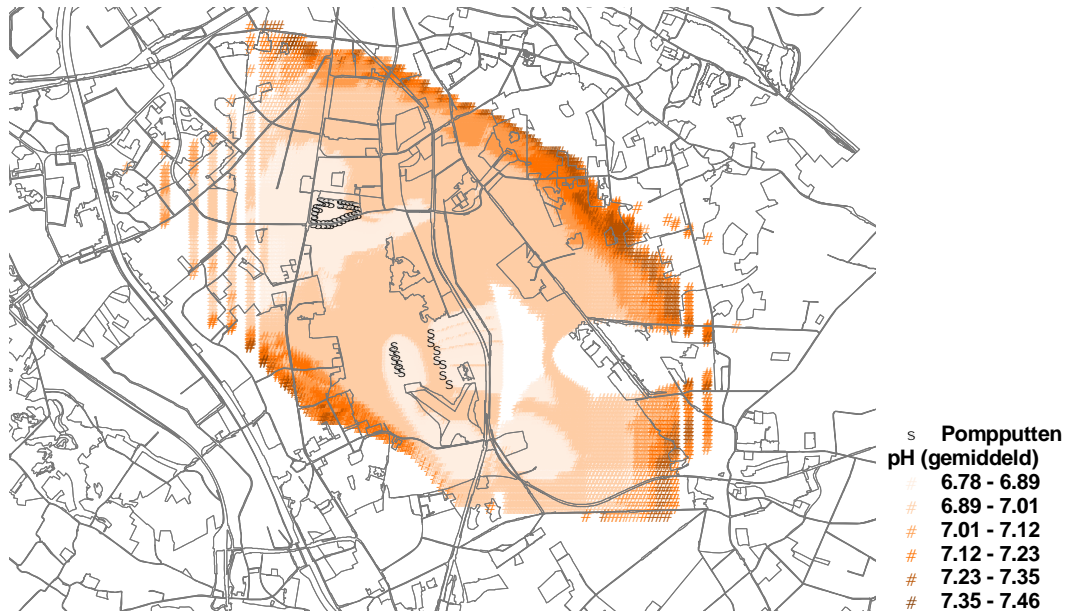 s Pompputten
pH (gemiddeld)
# 6.78 - 6.89
# 6.89 - 7.01
# 7.01 - 7.12
# 7.12 - 7.23
# 7.23 - 7.35
# 7.35 - 7.46